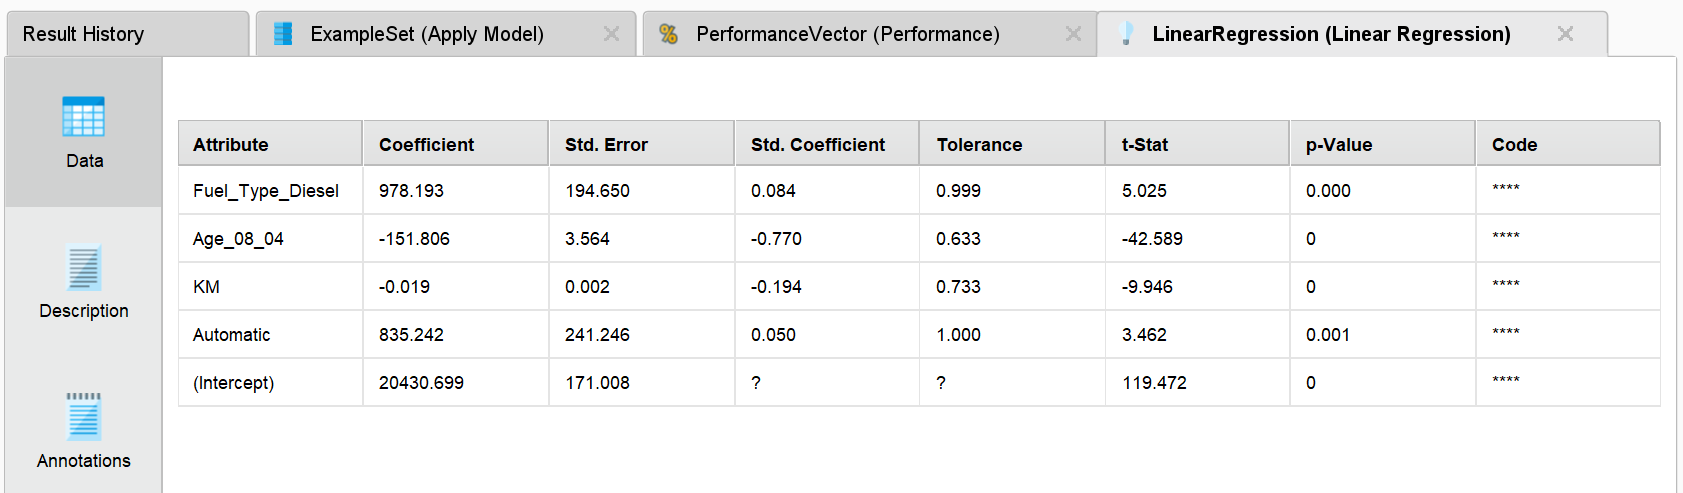 Result History ExampleSet (Apply Model) PerformanceVector (Performance) LinearRegression (Linear Regression)
Data
Description
Annotations
Attribute Coefficient Std. Error Std. Coefficient Tolerance t-Stat p-Value Code
Fuel_Type_Diesel 978.193 194.650 0.084 0.999 5.025 0.000 ****
Age_08_04 -151.806 3.564 -0.770 0.633 -42.589 0 ****
KM -0.019 0.002 -0.194 0.733 -9.946 0 ****
Automatic 835.242 241.246 0.050 1.000 3.462 0.001 ****
(Intercept) 20430.699 171.008 ? ? 119.472 0 ****